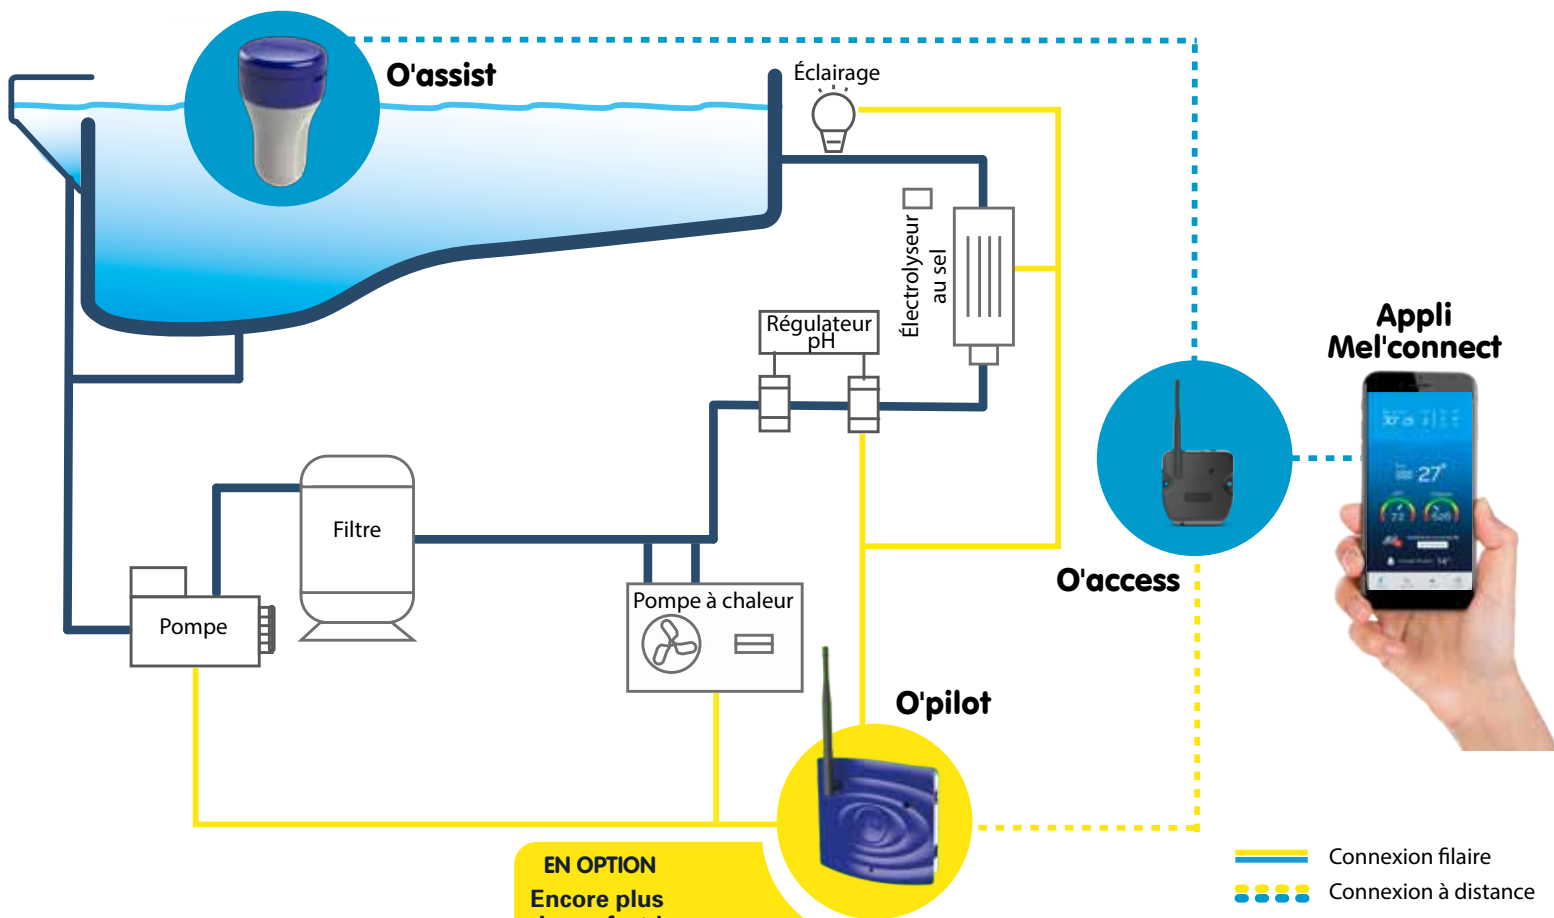 O'assist
Éclairage
Électrolyseur
au sel
Régulateur
pH
Appli
Mel'connect
27°
Filtre
O'access
Pompe à chaleur
Pompe
O'pilot
EN OPTION
Encore plus
Connexion filaire
Connexion à distance